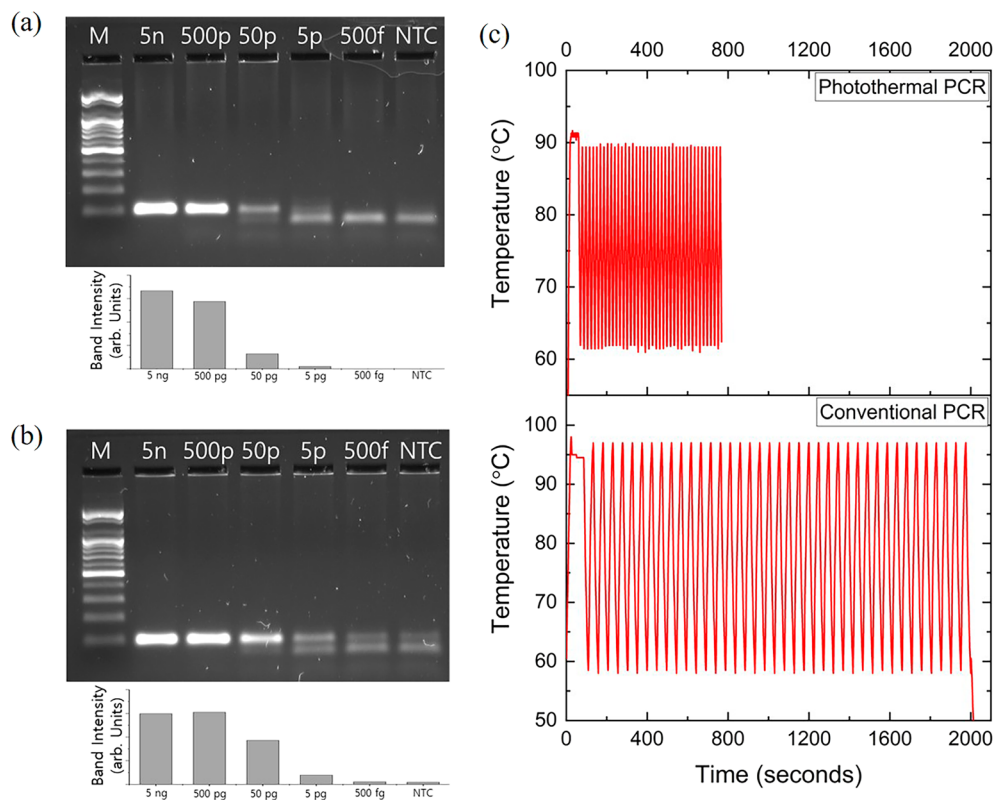 (a)
M 5n 500p 50p 5p 500f NTC
Band Intensity
(arb. Units)
5 ng 500 pg 50 pg 5 pg 500 fg NTC
(b)
M 5n 500p 50p 5p 500f NTC
Band Intensity
(arb. Units)
5 ng 500 pg 50 pg 5 pg 500 fg NTC
(c)
0 400 800 1200 1600 2000
Photothermal PCR
Temperature (°C)
100
90
80
70
60
Conventional PCR
Temperature (°C)
100
90
80
70
60
50
0 400 800 1200 1600 2000
Time (seconds)